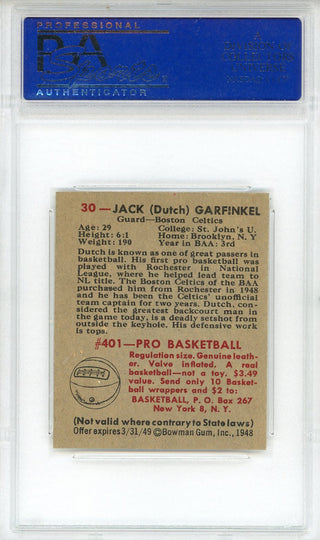 PROFESSIONAL
PSA
AUTHENTICATOR
30 — JACK (Dutch) GARFINKEL
Guard—Boston Celtics
Age: 29 College: St. John's U.
Height: 6:1 Home: Brooklyn, N. Y
Weight: 190 Year in BAA: 3rd
Dutch is known as one of great passers in
basketball. His first pro basketball was
played with Rochester in National
League, where he helped lead team to
NL title. The Boston Celtics of the BAA
purchased him from Rochester in 1948
and he has been the Celtics' unofficial
team captain for two years. Dutch, con-
sidered the greatest backcourt man in
the game today, is a deadly setshot from
outside the keyhole. His defensive work
is tops.
#401—PRO BASKETBALL
Regulation size. Genuine leath-
er. Valve inflated. A real
basketball—not a toy. $3.49
value. Send only 10 Basket-
ball wrappers and $2 to:
BASKETBALL, P. O. Box 267
New York 8, N. Y.
(Not valid where contrary to State laws)
Offer expires 3/31/49 ©Bowman Gum, Inc., 1948